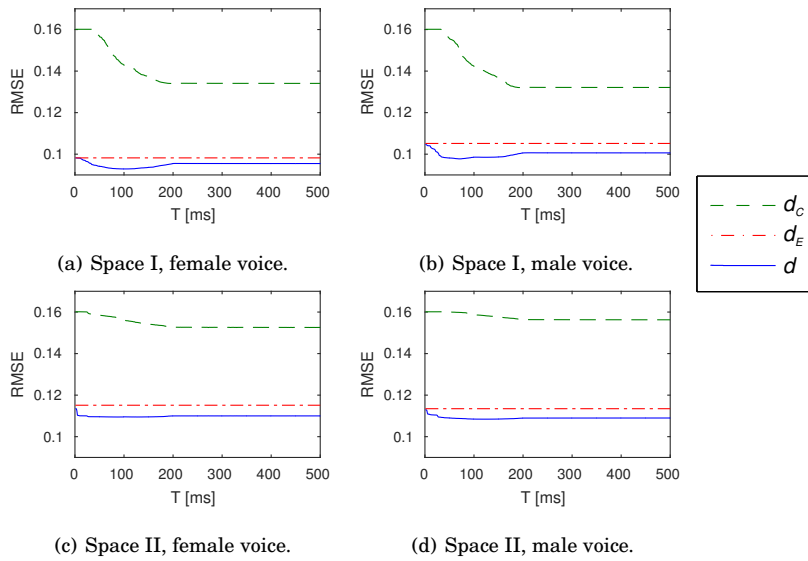 0.16
0.14
0.12
0.1
RMSE
0 100 200 300 400 500
T [ms]
(a) Space I, female voice.
0.16
0.14
0.12
0.1
RMSE
0 100 200 300 400 500
T [ms]
(b) Space I, male voice.
d_C
d_E
d
0.16
0.14
0.12
0.1
RMSE
0 100 200 300 400 500
T [ms]
(c) Space II, female voice.
0.16
0.14
0.12
0.1
RMSE
0 100 200 300 400 500
T [ms]
(d) Space II, male voice.